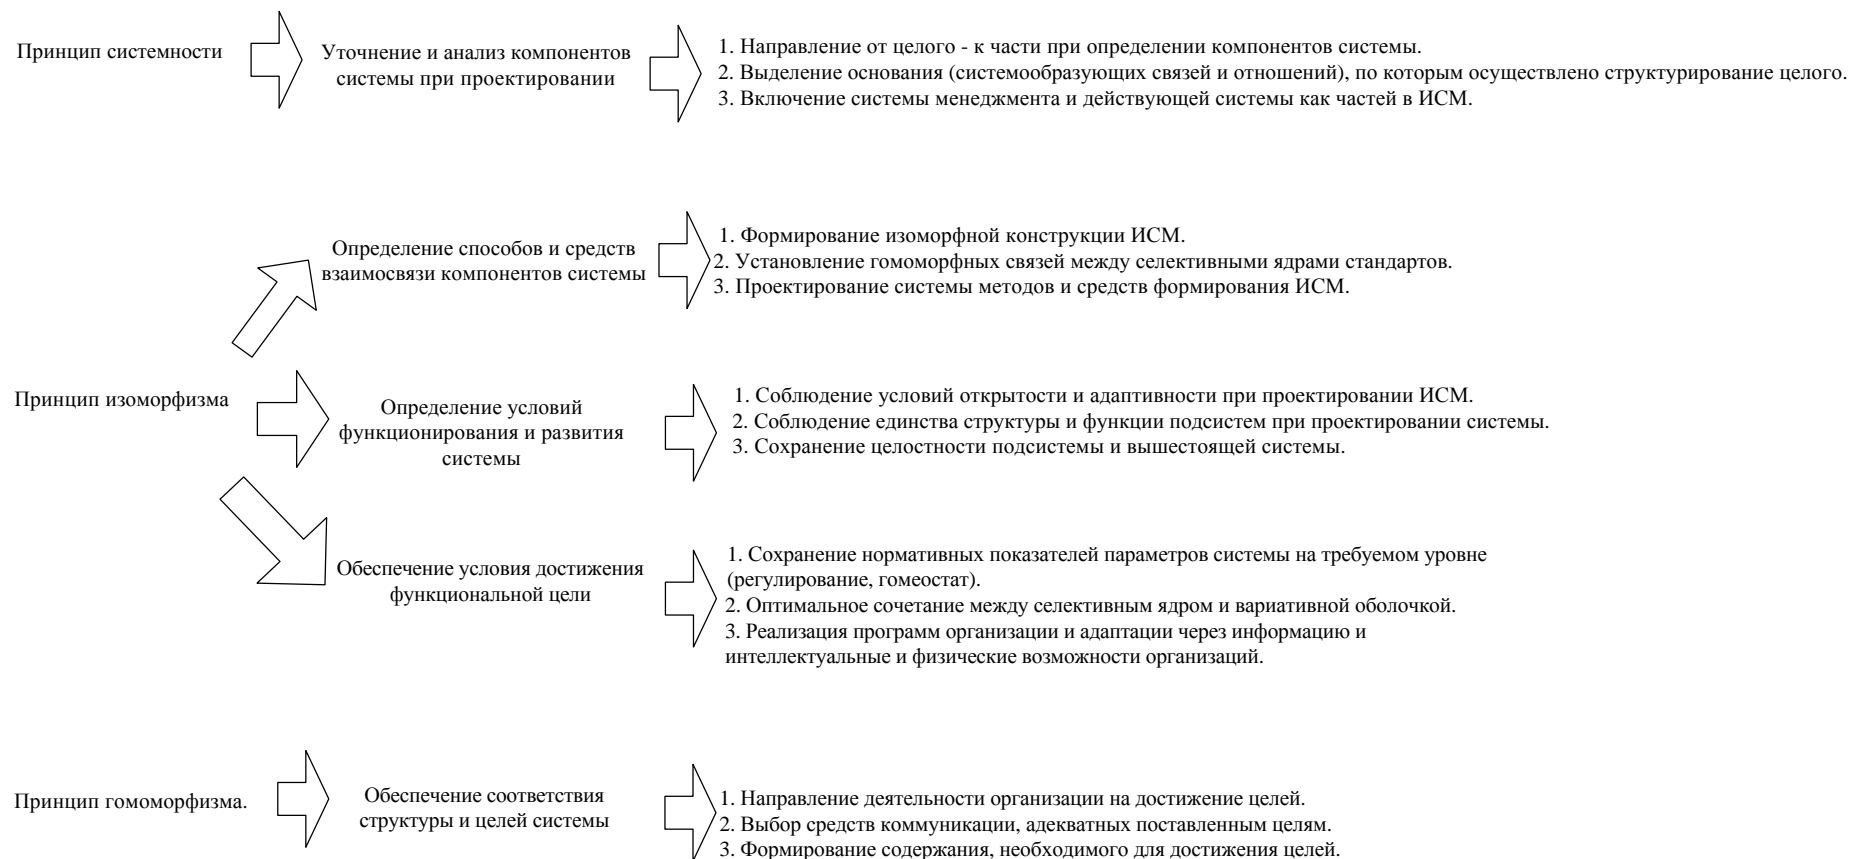 Принцип системности
Уточнение и анализ компонентов
системы при проектировании
1. Направление от целого - к части при определении компонентов системы.
2. Выделение основания (системообразующих связей и отношений), по которым осуществлено структурирование целого.
3. Включение системы менеджмента и действующей системы как частей в ИСМ.
Принцип изоморфизма
Определение способов и средств
взаимосвязи компонентов системы
1. Формирование изоморфной конструкции ИСМ.
2. Установление гомоморфных связей между селективными ядрами стандартов.
3. Проектирование системы методов и средств формирования ИСМ.
Определение условий
функционирования и развития
системы
1. Соблюдение условий открытости и адаптивности при проектировании ИСМ.
2. Соблюдение единства структуры и функции подсистем при проектировании системы.
3. Сохранение целостности подсистемы и вышестоящей системы.
Обеспечение условия достижения
функциональной цели
1. Сохранение нормативных показателей параметров системы на требуемом уровне
(регулирование, гомеостат).
2. Оптимальное сочетание между селективным ядром и вариативной оболочкой.
3. Реализация программ организации и адаптации через информацию и
интеллектуальные и физические возможности организаций.
Принцип гомоморфизма.
Обеспечение соответствия
структуры и целей системы
1. Направление деятельности организации на достижение целей.
2. Выбор средств коммуникации, адекватных поставленным целям.
3. Формирование содержания, необходимого для достижения целей.